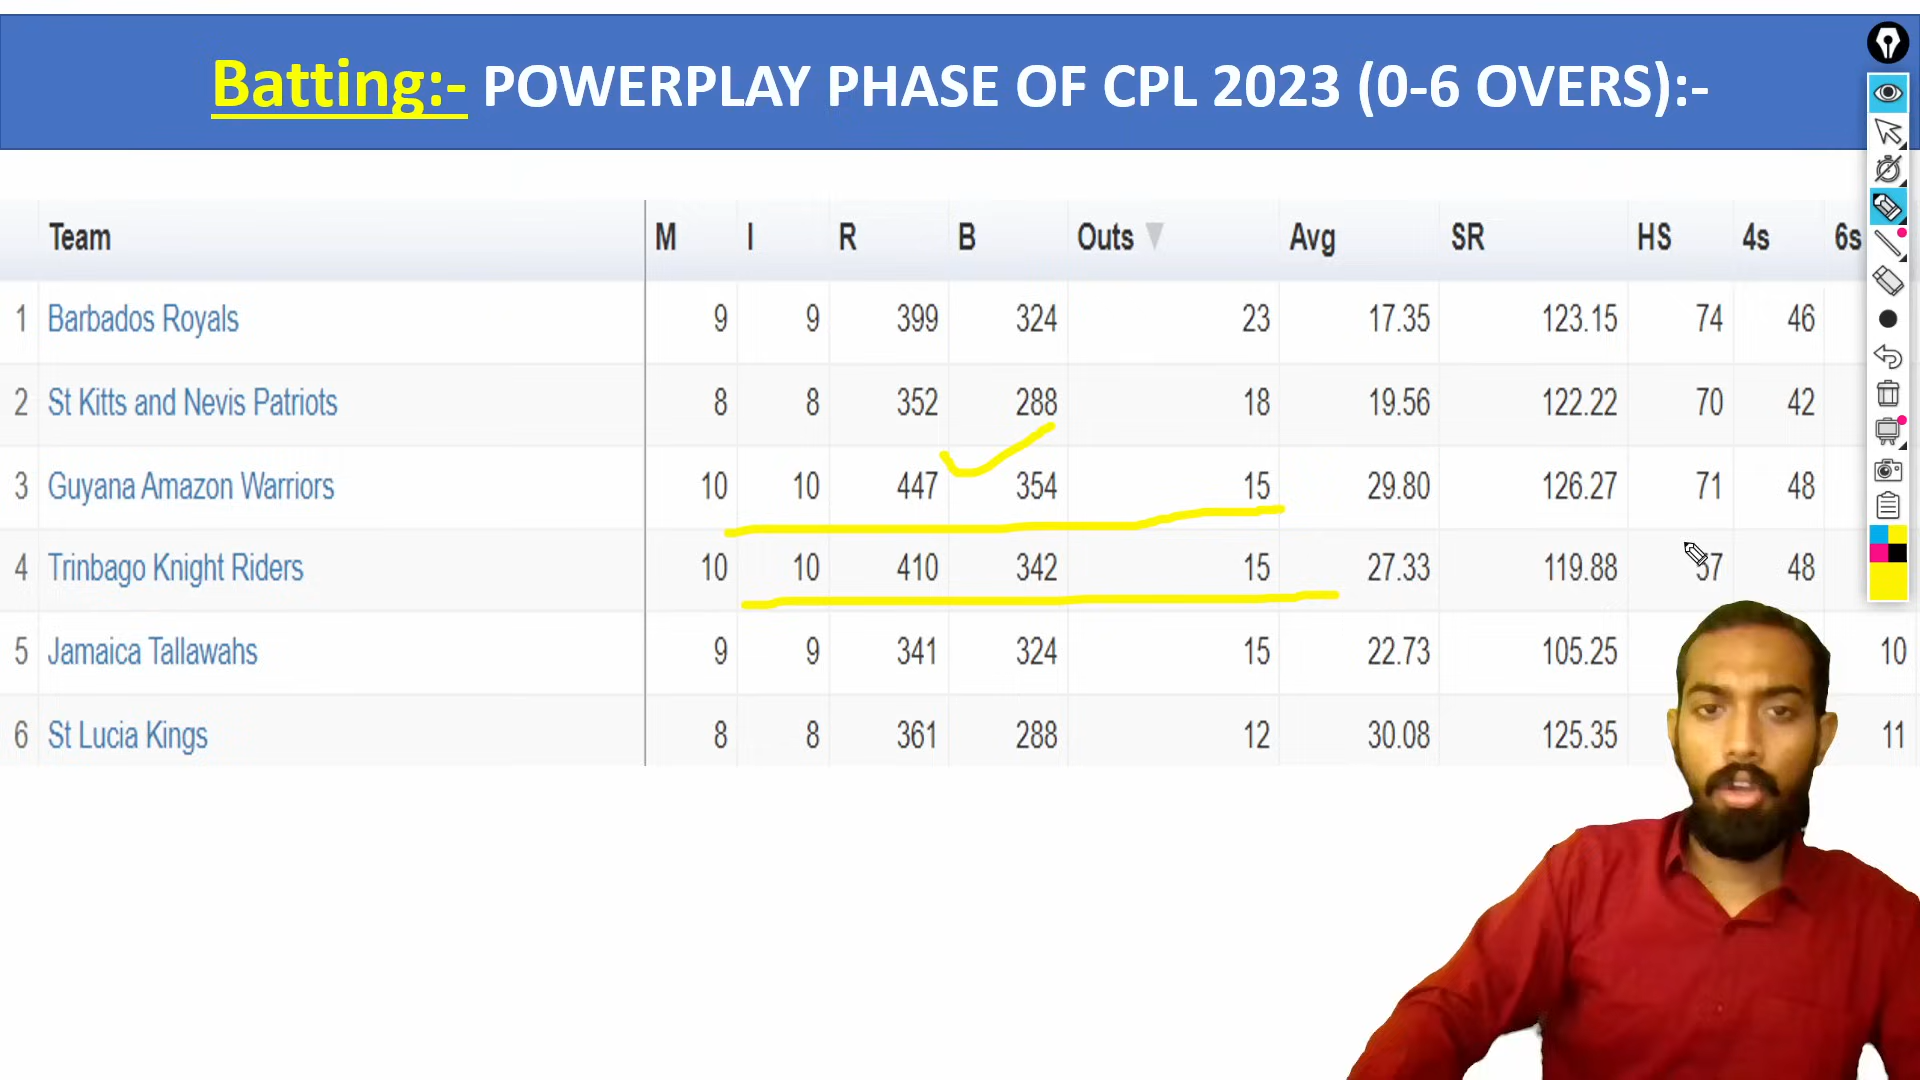 Batting:- POWERPLAY PHASE OF CPL 2023 (0-6 OVERS):-
Team M I R B Outs Avg SR HS 4s 6s
1 Barbados Royals 9 9 399 324 23 17.35 123.15 74 46
2 St Kitts and Nevis Patriots 8 8 352 288 18 19.56 122.22 70 42
3 Guyana Amazon Warriors 10 10 447 354 15 29.80 126.27 71 48
4 Trinbago Knight Riders 10 10 410 342 15 27.33 119.88 48
5 Jamaica Tallawahs 9 9 341 324 15 22.73 105.25 10
6 St Lucia Kings 8 8 361 288 12 30.08 125.35 11